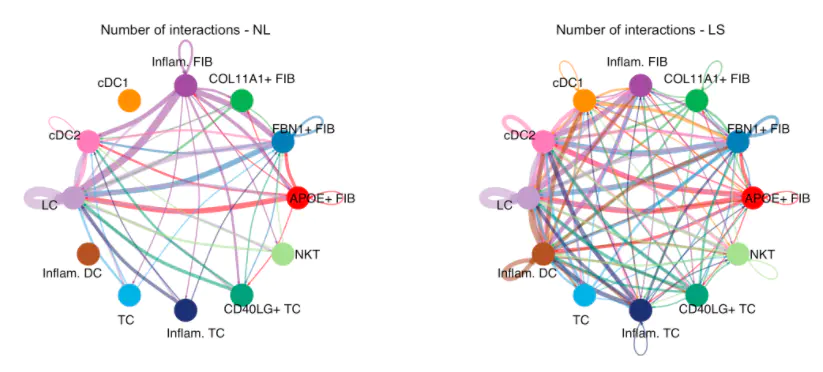 Number of interactions - NL
Inflam. FIB
cDC1
COL11A1+ FIB
cDC2
FBN1+ FIB
LC
APOE+ FIB
Inflam. DC
NKT
TC
CD40LG+ TC
Inflam. TC
Number of interactions - LS
Inflam. FIB
cDC1
COL11A1+ FIB
cDC2
FBN1+ FIB
LC
APOE+ FIB
Inflam. DC
NKT
TC
CD40LG+ TC
Inflam. TC